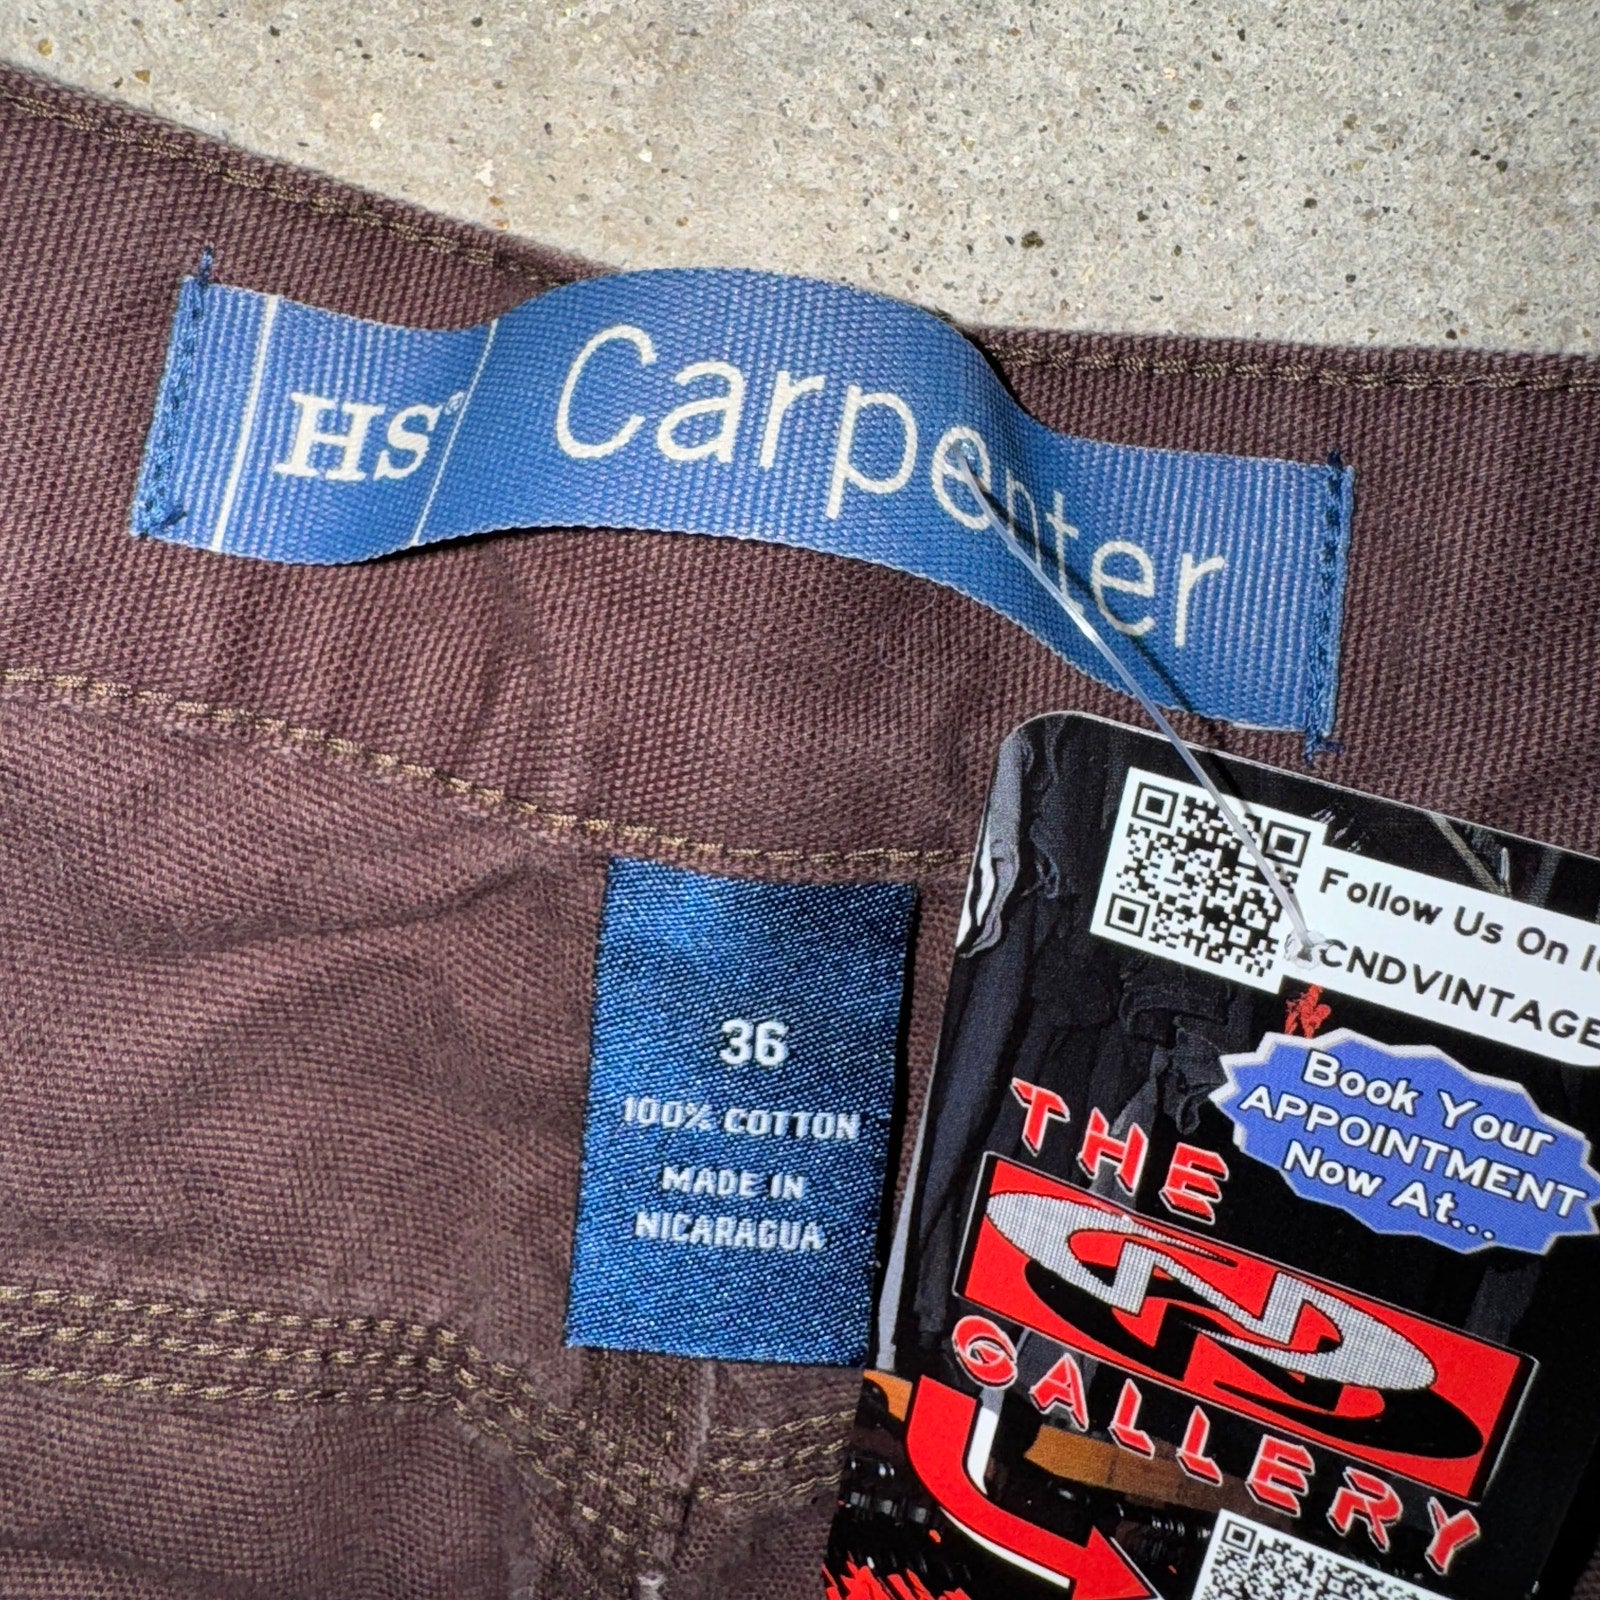 HS® Carpenter
36
100% COTTON
MADE IN
NICARAGUA
Follow Us On
CNDVINTAGE
Book Your
APPOINTMENT
Now At...
THE
GALLERY